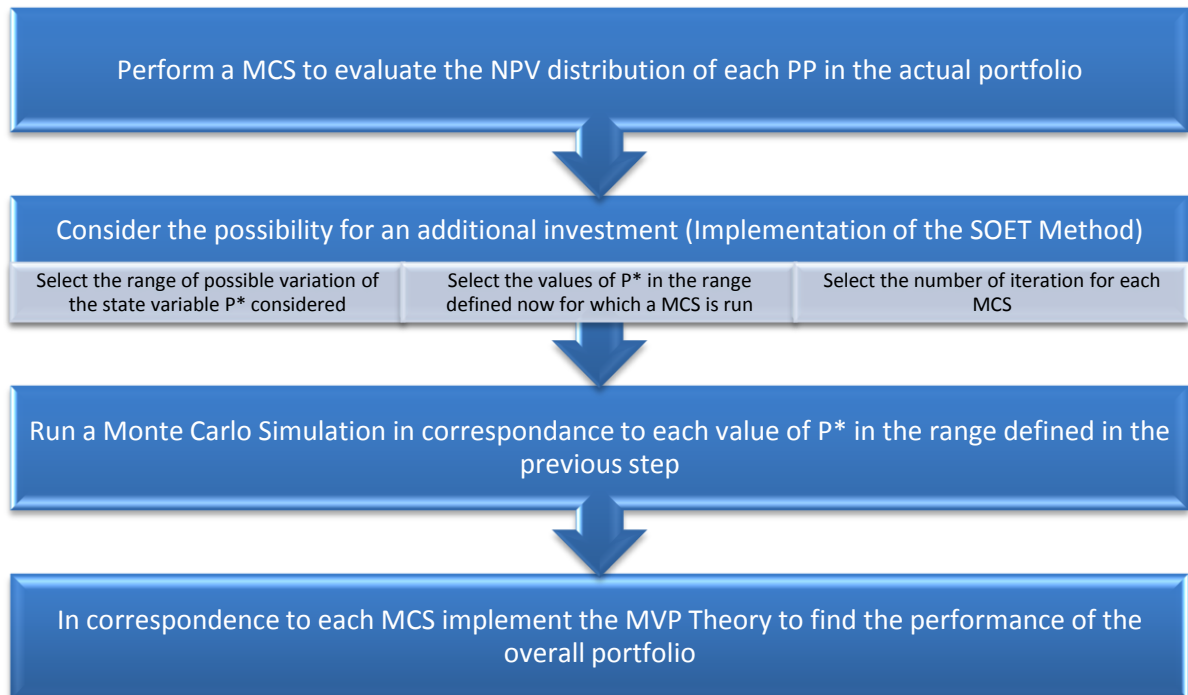 Perform a MCS to evaluate the NPV distribution of each PP in the actual portfolio
Consider the possibility for an additional investment (Implementation of the SOET Method)
Select the range of possible variation of
the state variable P* considered
Select the values of P* in the range
defined now for which a MCS is run
Select the number of iteration for each
MCS
Run a Monte Carlo Simulation in correspondance to each value of P* in the range defined in the
previous step
In correspondence to each MCS implement the MVP Theory to find the performance of the
overall portfolio